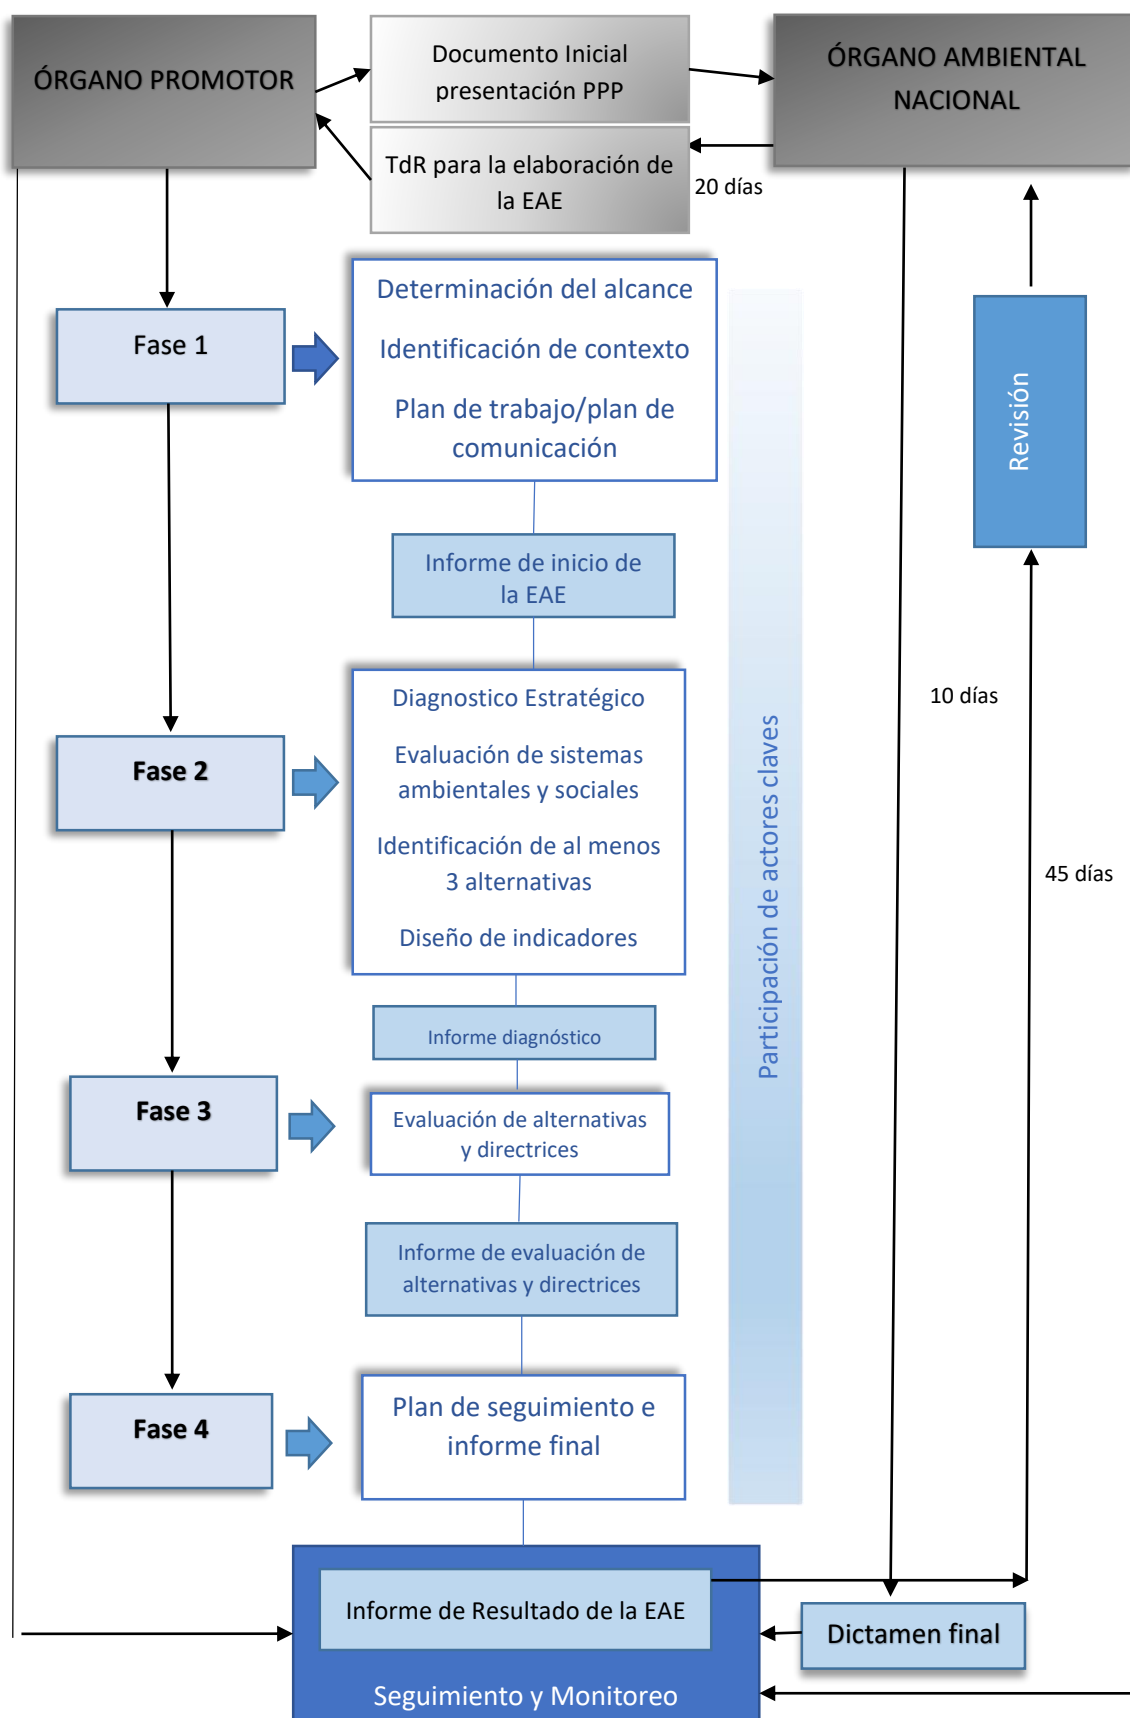 ÓRGANO PROMOTOR
Documento Inicial
presentación PPP
ÓRGANO AMBIENTAL
NACIONAL
TdR para la elaboración de
la EAE
20 días
Fase 1
Determinación del alcance
Identificación de contexto
Plan de trabajo/plan de
comunicación
Revisión
Informe de inicio de
la EAE
Fase 2
Diagnostico Estratégico
Evaluación de sistemas
ambientales y sociales
Identificación de al menos
3 alternativas
Diseño de indicadores
Participación de actores claves
10 días
45 días
Informe diagnóstico
Fase 3
Evaluación de alternativas
y directrices
Informe de evaluación de
alternativas y directrices
Fase 4
Plan de seguimiento e
informe final
Informe de Resultado de la EAE
Dictamen final
Seguimiento y Monitoreo